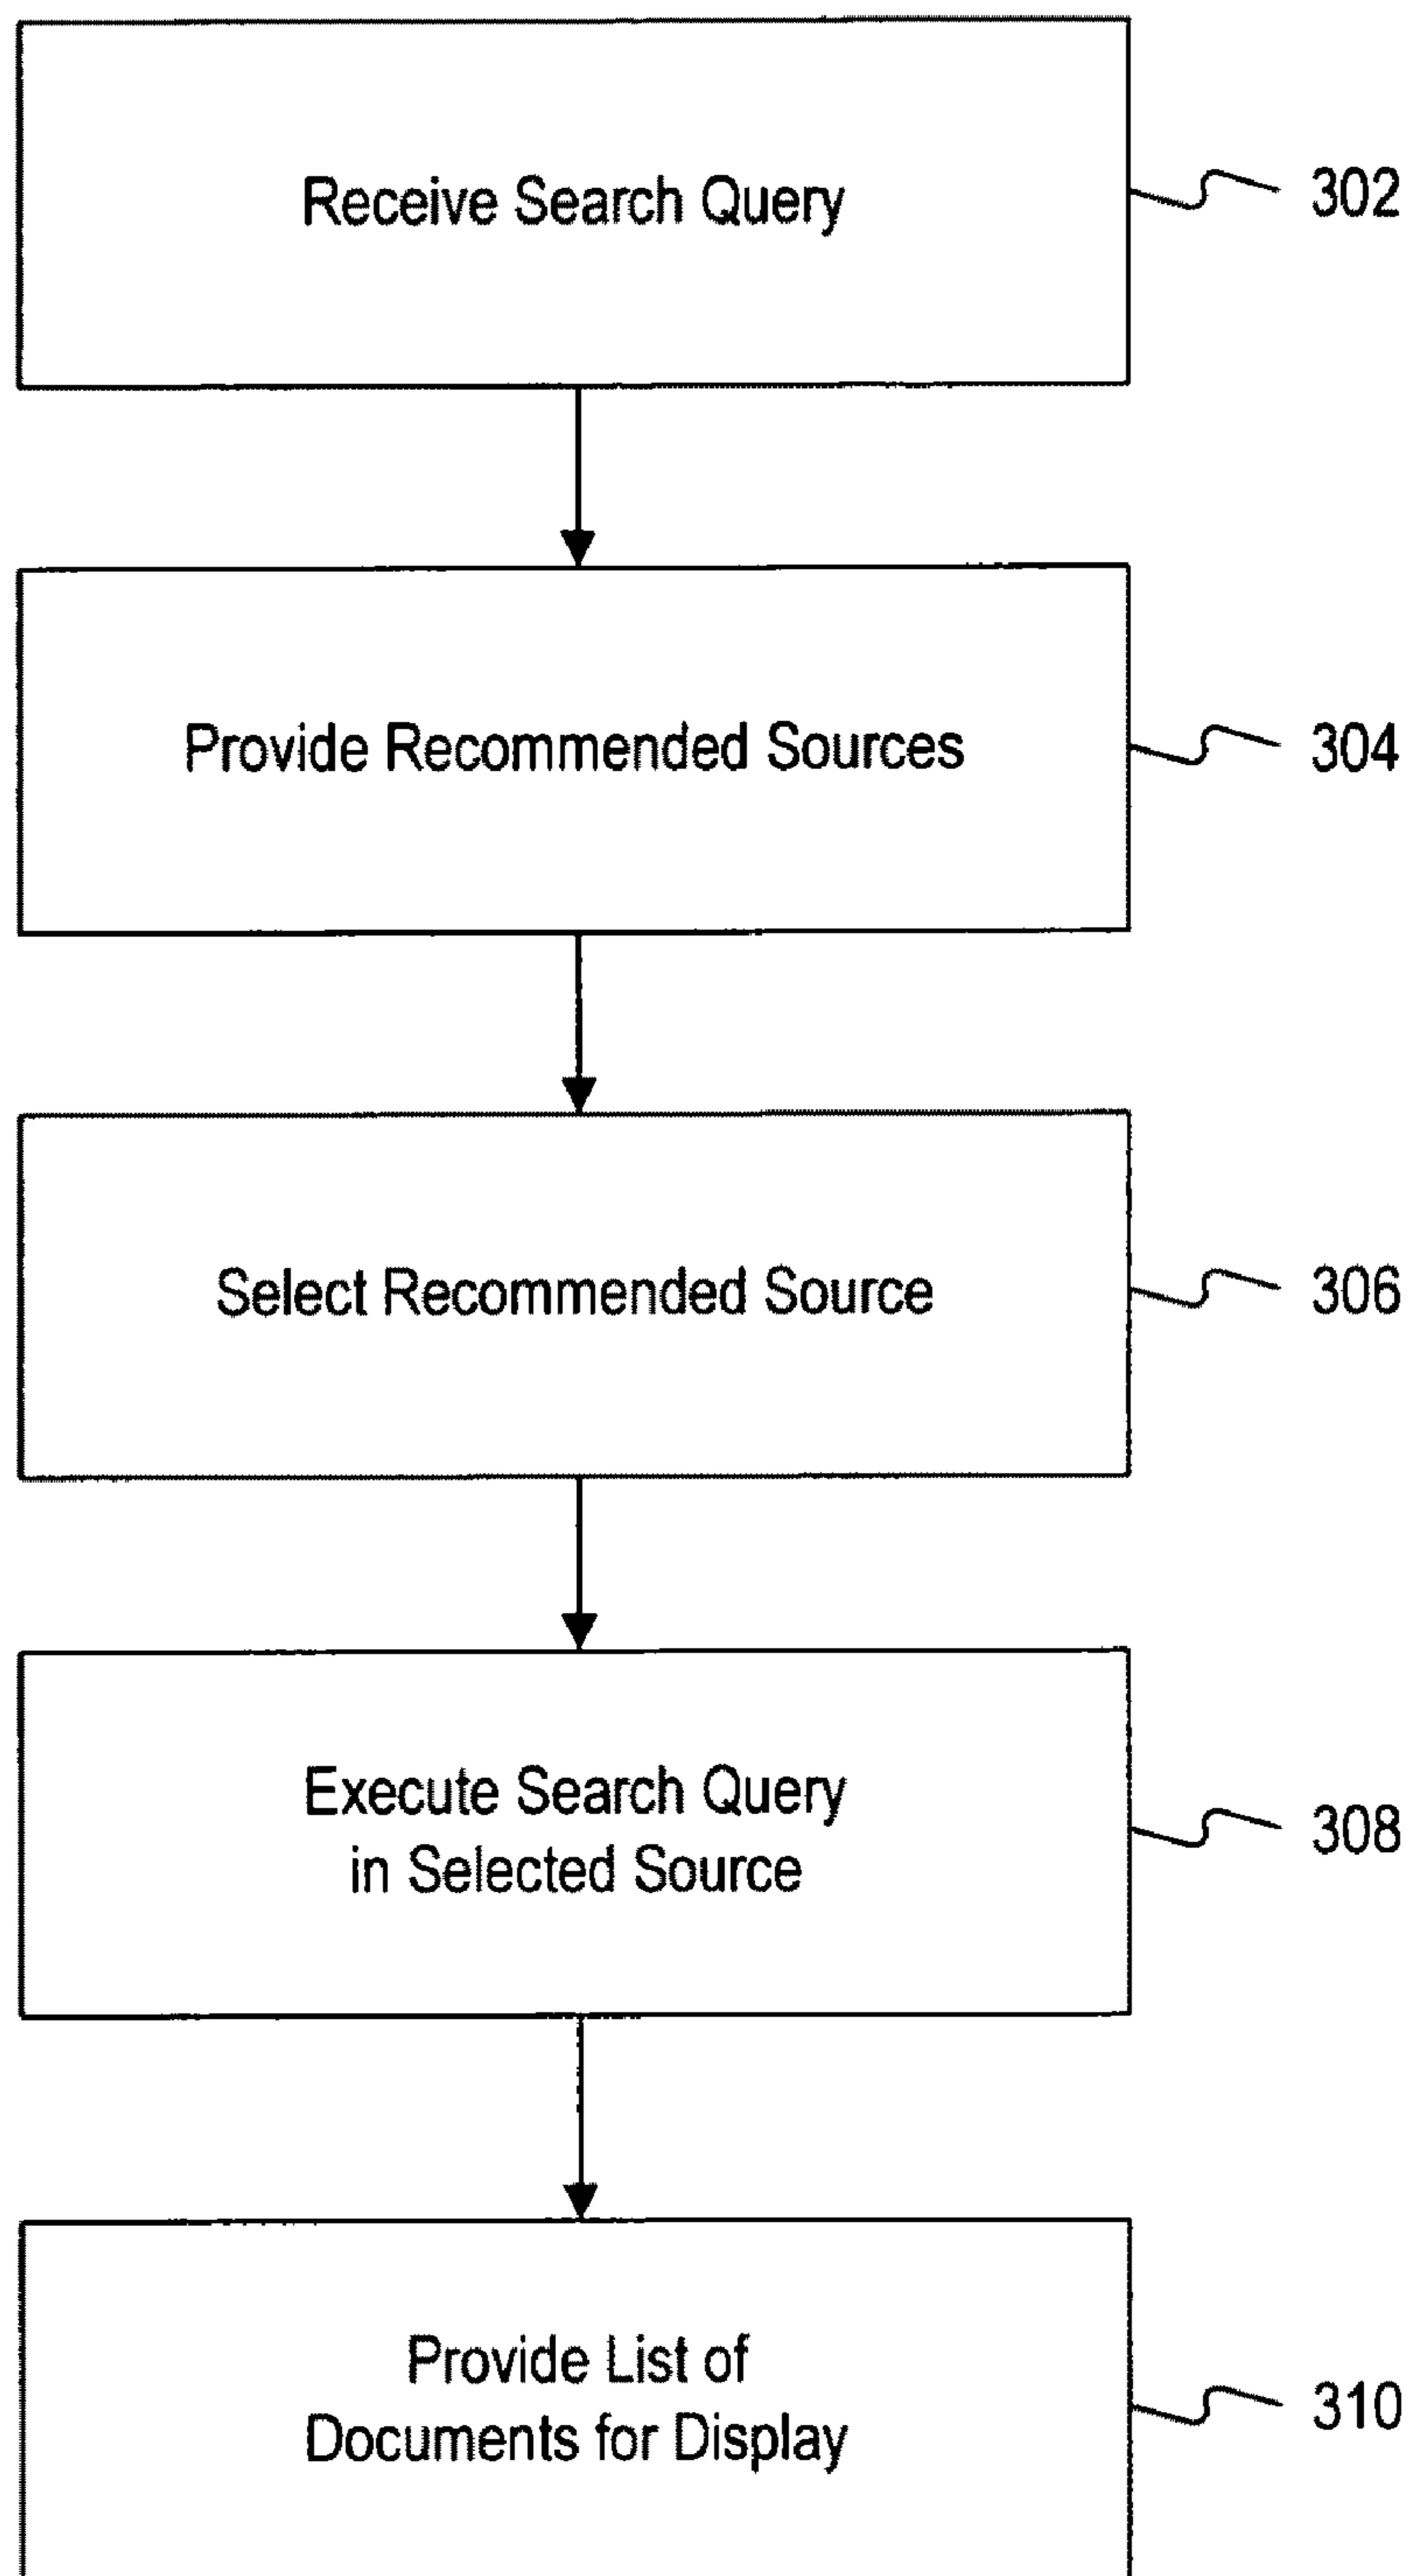 Receive Search Query
302
Provide Recommended Sources
304
Select Recommended Source
306
Execute Search Query
in Selected Source
308
Provide List of
Documents for Display
310